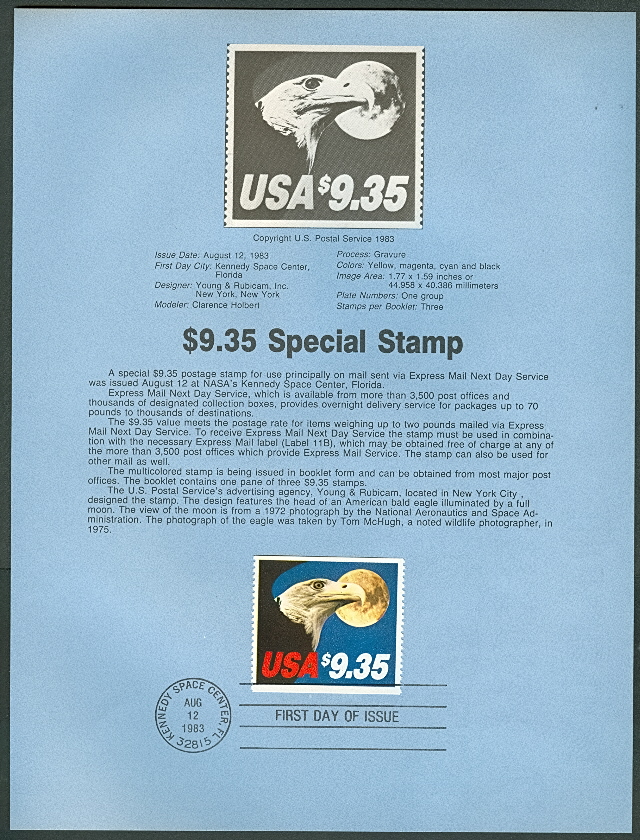 USA $9.35
Copyright U.S. Postal Service 1983
Issue Date: August 12, 1983
First Day City: Kennedy Space Center,
Florida
Designer: Young & Rubicam, Inc.
New York, New York
Modeler: Clarence Holbert
Process: Gravure
Colors: Yellow, magenta, cyan and black
Image Area: 1.77 x 1.59 inches or
44.958 x 40.386 millimeters
Plate Numbers: One group
Stamps per Booklet: Three
$9.35 Special Stamp
A special $9.35 postage stamp for use principally on mail sent via Express Mail Next Day Service
was issued August 12 at NASA's Kennedy Space Center, Florida.
Express Mail Next Day Service, which is available from more than 3,500 post offices and
thousands of designated collection boxes, provides overnight delivery service for packages up to 70
pounds to thousands of destinations.
The $9.35 value meets the postage rate for items weighing up to two pounds mailed via Express
Mail Next Day Service. To receive Express Mail Next Day Service the stamp must be used in combina-
tion with the necessary Express Mail label (Label 11B), which may be obtained free of charge at any of
the more than 3,500 post offices which provide Express Mail Service. The stamp can also be used for
other mail as well.
The multicolored stamp is being issued in booklet form and can be obtained from most major post
offices. The booklet contains one pane of three $9.35 stamps.
The U.S. Postal Service's advertising agency, Young & Rubicam, located in New York City,
designed the stamp. The design features the head of an American bald eagle illuminated by a full
moon. The view of the moon is from a 1972 photograph by the National Aeronautics and Space Ad-
ministration. The photograph of the eagle was taken by Tom McHugh, a noted wildlife photographer, in
1975.
USA $9.35
KENNEDY SPACE CENTER, FL
AUG
12
1983
32815
FIRST DAY OF ISSUE